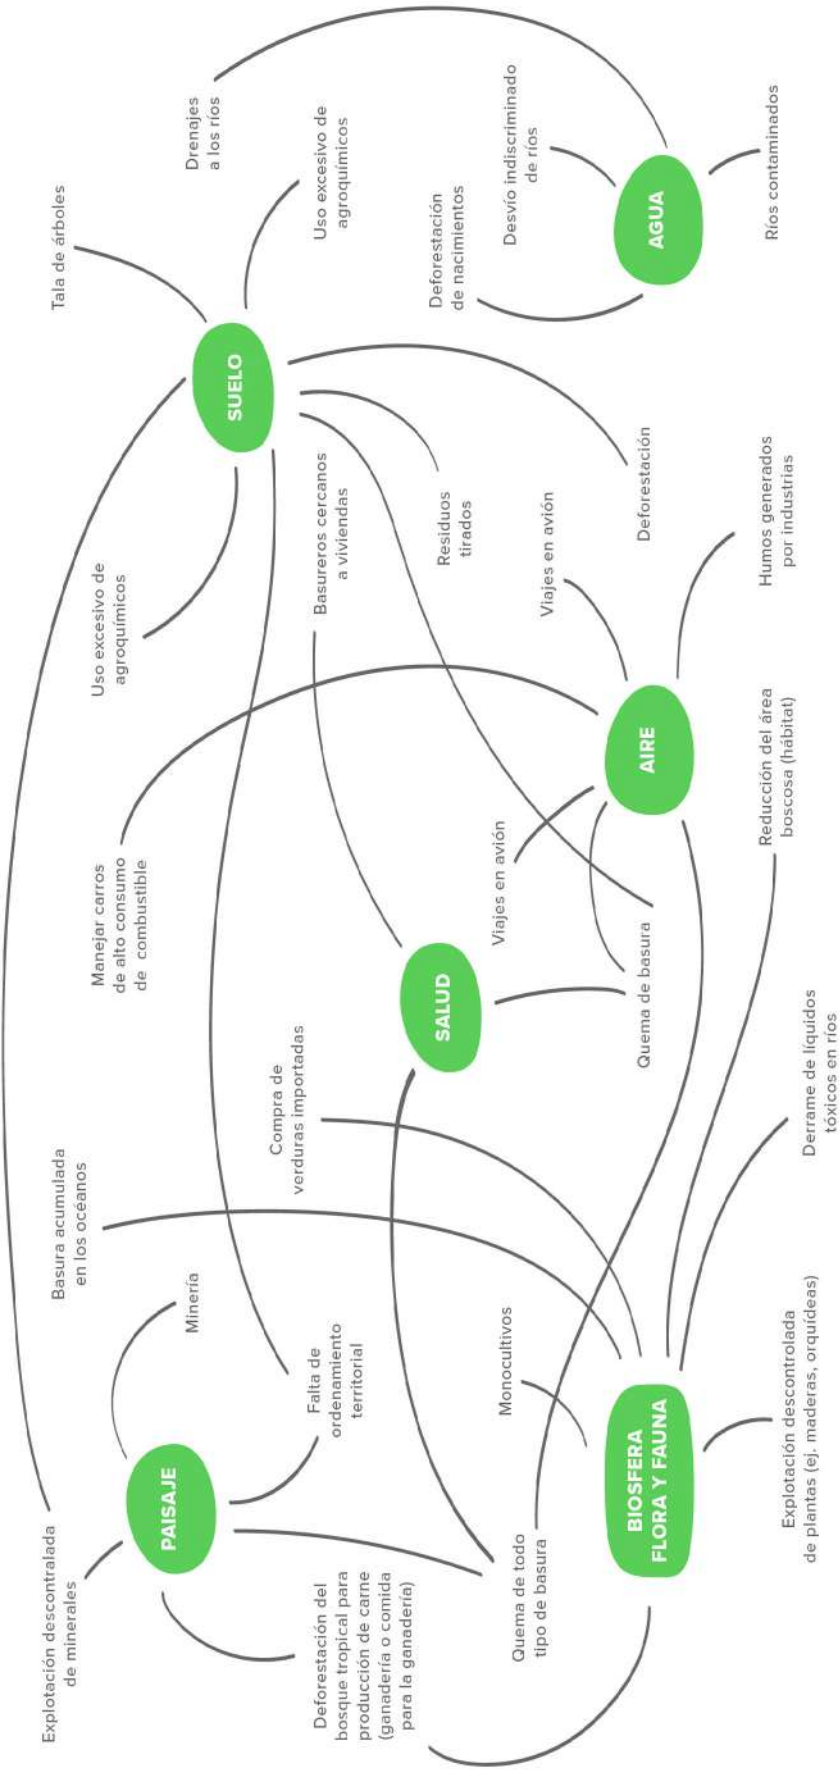 Explotación descontralada
de minerales
Basura acumulada
en los océanos
Manejar carros
de alto consumo
de combustible
Uso excesivo de
agroquímicos
Tala de árboles
PAISAJE
Minería
SUELO
Drenajes
a los ríos
Compra de
verduras importadas
Deforestación del
bosque tropical para
producción de carne
(ganadería o comida
para la ganadería)
Falta de
ordenamiento
territorial
Basureros cercanos
a viviendas
Uso excesivo de
agroquímicos
SALUD
Residuos
tirados
Deforestación
de nacimientos
Quema de todo
tipo de basura
Monocultivos
Viajes en avión
Viajes en avión
Desvío indiscriminado
de ríos
BIOSFERA
FLORA Y FAUNA
Quema de basura
AIRE
Deforestación
AGUA
Explotación descontrolada
de plantas (ej. maderas, orquídeas)
Derrame de líquidos
tóxicos en ríos
Reducción del área
boscosa (hábitat)
Humos generados
por industrias
Ríos contaminados